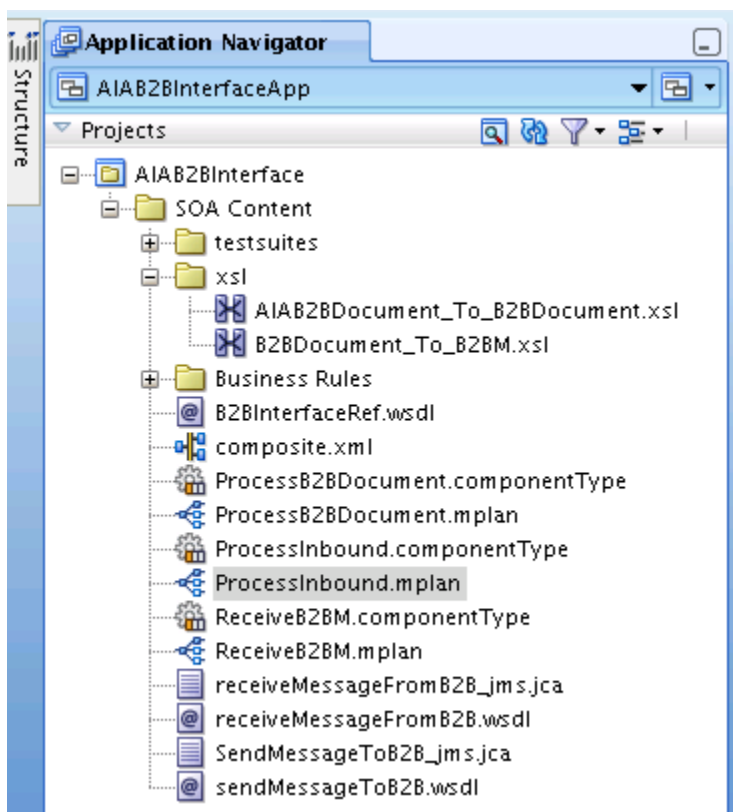 Structure
Application Navigator
AIAB2BInterfaceApp
Projects
AIAB2BInterface
SOA Content
testsuites
xsl
AIAB2BDocument_To_B2BDocument.xsl
B2BDocument_To_B2BM.xsl
Business Rules
B2BInterfaceRef.wsdl
composite.xml
ProcessB2BDocument.componentType
ProcessB2BDocument.mplan
ProcessInbound.componentType
ProcessInbound.mplan
ReceiveB2BM.componentType
ReceiveB2BM.mplan
receiveMessageFromB2B_jms.jca
receiveMessageFromB2B.wsdl
SendMessageToB2B_jms.jca
sendMessageToB2B.wsdl